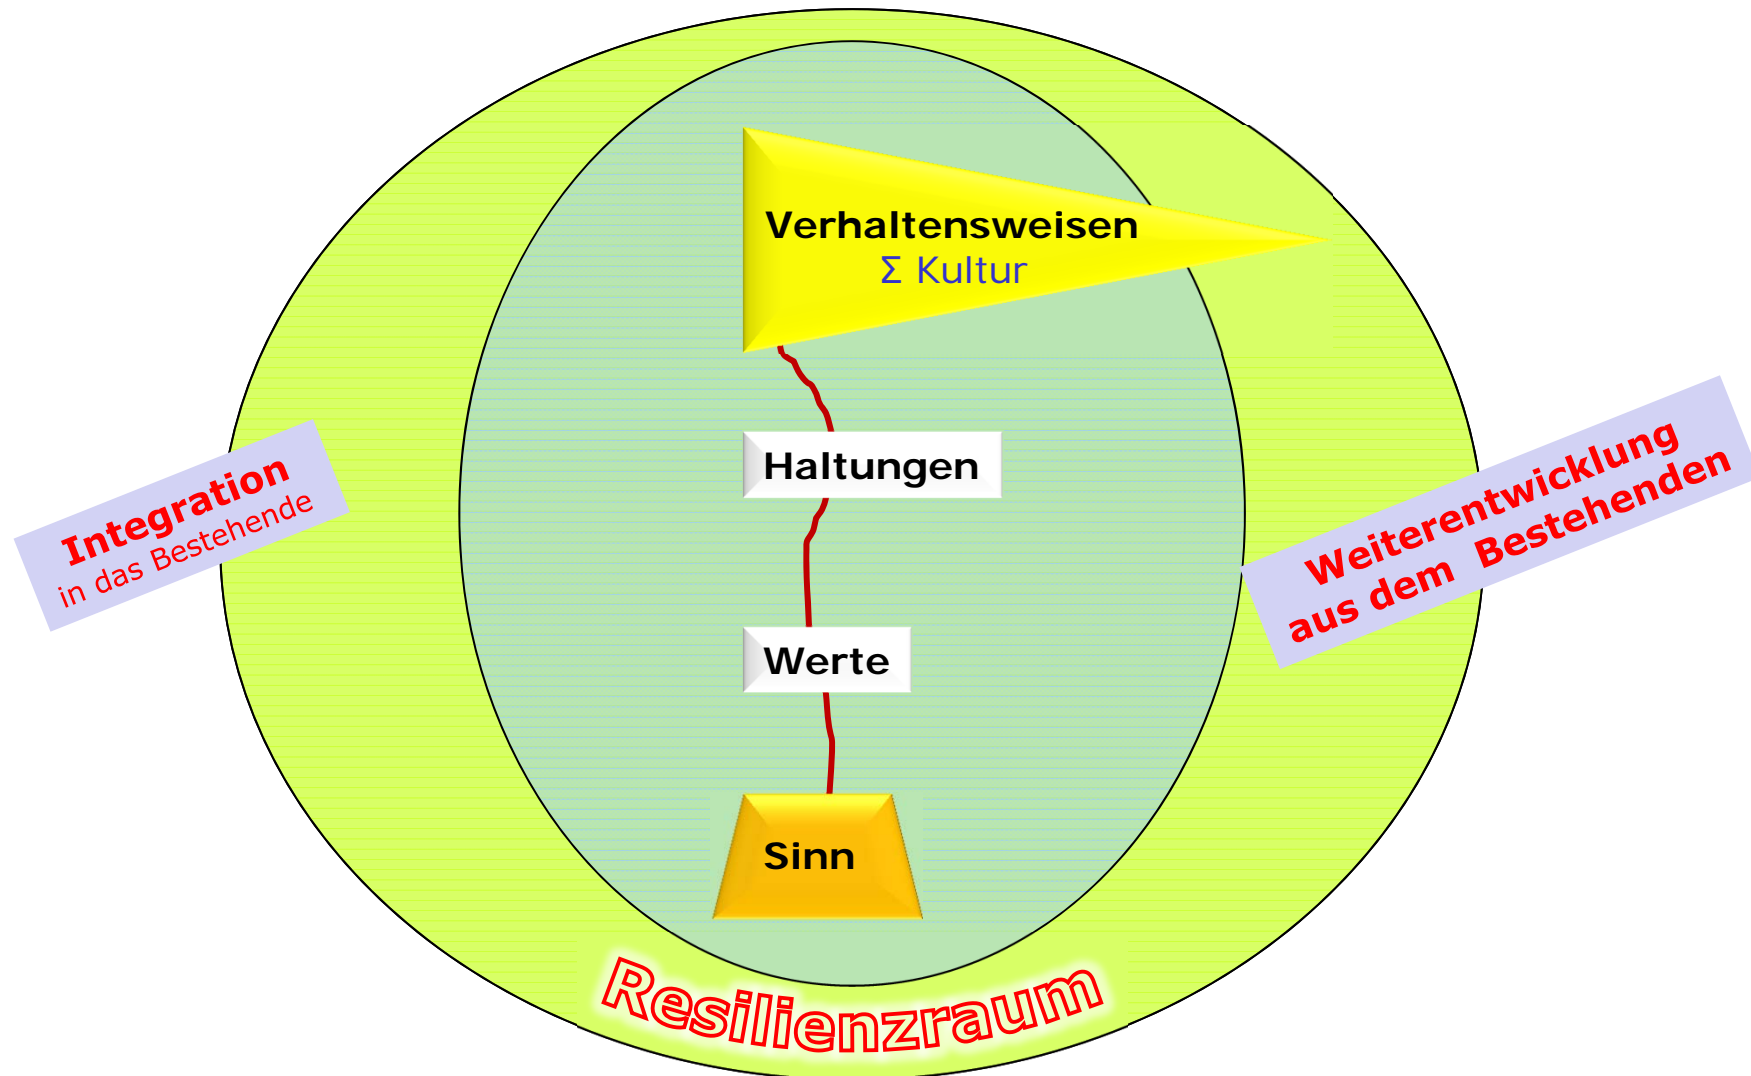 Verhaltensweisen
Σ Kultur
Haltungen
Integration
in das Bestehende
Weiterentwicklung
aus dem Bestehenden
Werte
Sinn
Resilienzraum